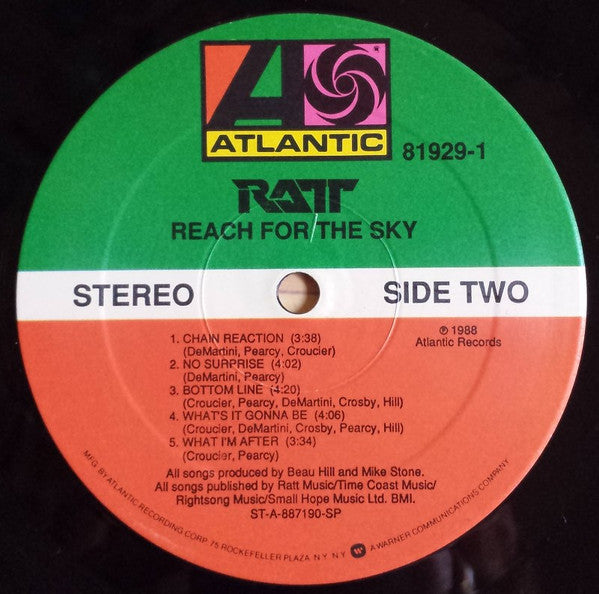 ATLANTIC
81929-1
RATT
REACH FOR THE SKY
STEREO
SIDE TWO
℗ 1988
Atlantic Records
1. CHAIN REACTION (3:38)
(DeMartini, Pearcy, Croucier)
2. NO SURPRISE (4:02)
(DeMartini, Pearcy)
3. BOTTOM LINE (4:20)
(Croucier, Pearcy, DeMartini, Crosby, Hill)
4. WHAT'S IT GONNA BE (4:06)
(Croucier, DeMartini, Crosby, Pearcy, Hill)
5. WHAT I'M AFTER (3:34)
(Croucier, Pearcy)
All songs produced by Beau Hill and Mike Stone.
All songs published by Ratt Music/Time Coast Music/
Rightsong Music/Small Hope Music Ltd. BMI.
ST-A-887190-SP
MFG. BY ATLANTIC RECORDING CORP. 75 ROCKEFELLER PLAZA, N.Y. N.Y. A WARNER COMMUNICATIONS COMPANY